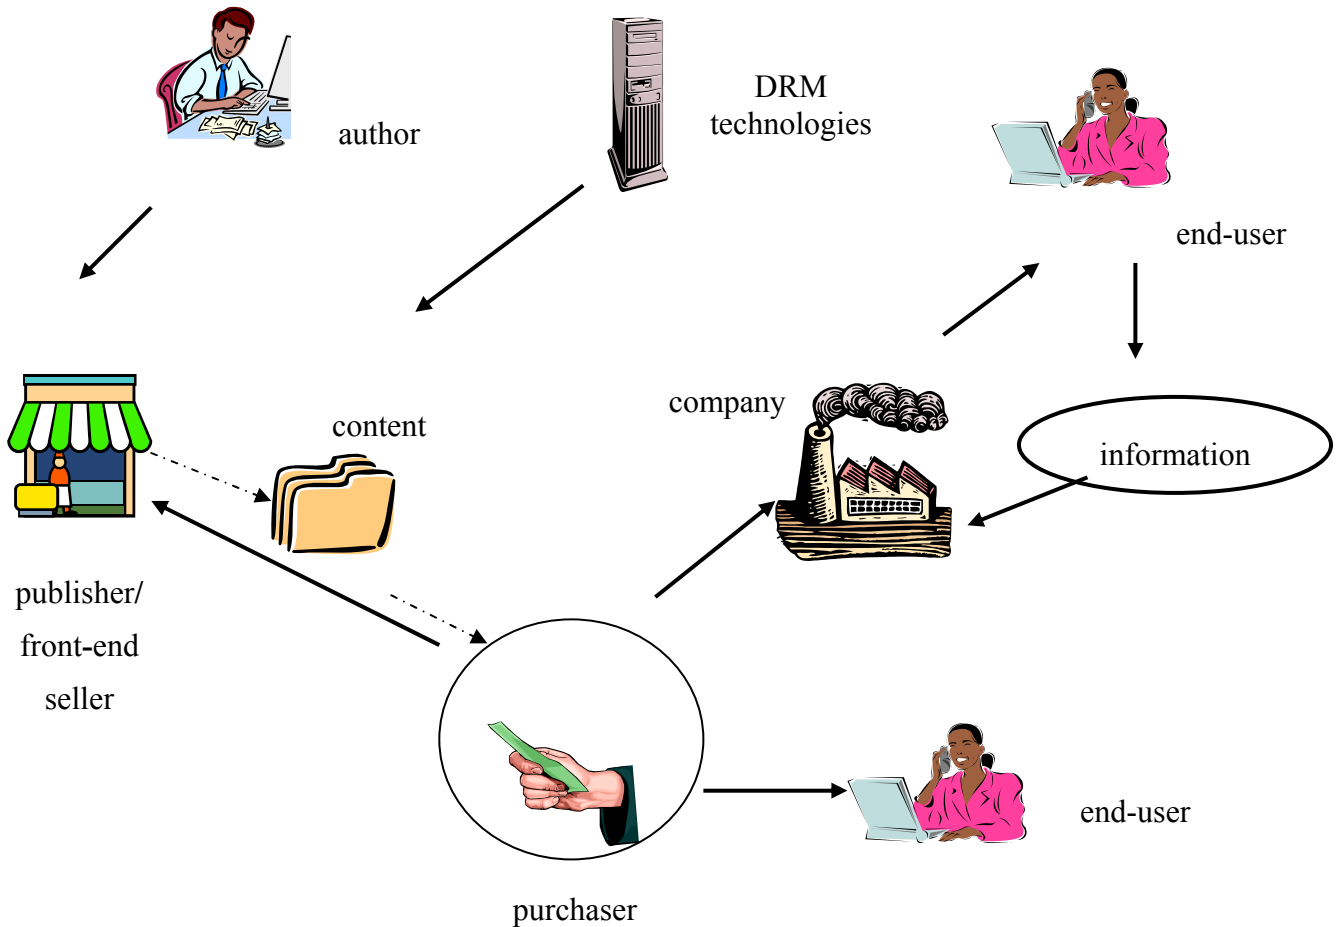 author
DRM
technologies
end-user
content
company
information
publisher/
front-end
seller
end-user
purchaser